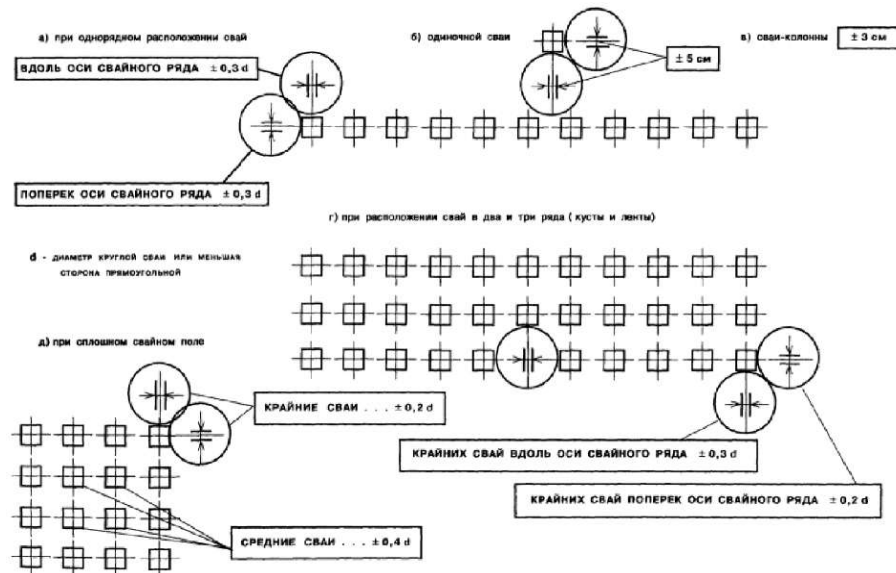 а) при однорядном расположении свай
б) одиночной сваи
в) сваи-колонны ± 3 см
ВДОЛЬ ОСИ СВАЙНОГО РЯДА ± 0,3 d
± 5 см
ПОПЕРЕК ОСИ СВАЙНОГО РЯДА ± 0,3 d
г) при расположении свай в два и три ряда (кусты и ленты)
d - ДИАМЕТР КРУГЛОЙ СВАИ ИЛИ МЕНЬШАЯ
СТОРОНА ПРЯМОУГОЛЬНОЙ
д) при сплошном свайном поле
КРАЙНИЕ СВАИ . . . ± 0,2 d
КРАЙНИХ СВАЙ ВДОЛЬ ОСИ СВАЙНОГО РЯДА ± 0,3 d
КРАЙНИХ СВАЙ ПОПЕРЕК ОСИ СВАЙНОГО РЯДА ± 0,2 d
СРЕДНИЕ СВАИ . . . ± 0,4 d